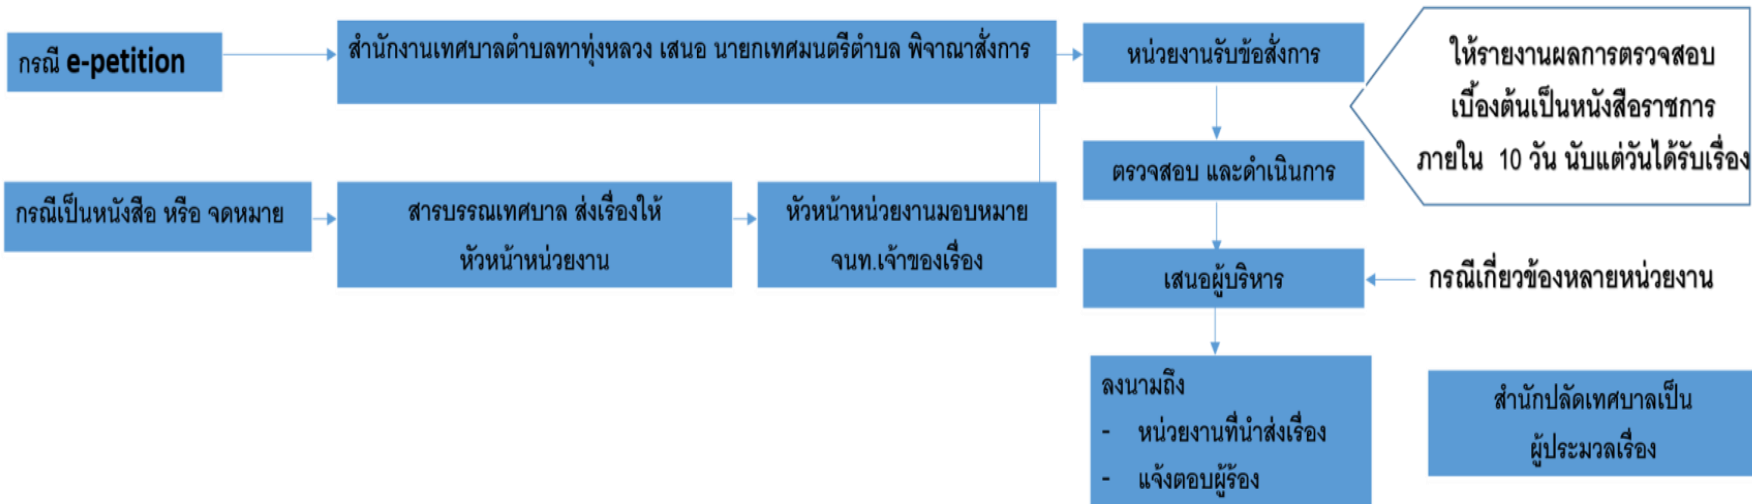 กรณี e-petition
สำนักงานเทศบาลตำบลทาทุ่งหลวง เสนอ นายกเทศมนตรีตำบล พิจาณาสั่งการ
หน่วยงานรับข้อสั่งการ
ให้รายงานผลการตรวจสอบ
เบื้องต้นเป็นหนังสือราชการ
ภายใน 10 วัน นับแต่วันได้รับเรื่อง
ตรวจสอบ และดำเนินการ
กรณีเป็นหนังสือ หรือ จดหมาย
สารบรรณเทศบาล ส่งเรื่องให้
หัวหน้าหน่วยงาน
หัวหน้าหน่วยงานมอบหมาย
จนท.เจ้าของเรื่อง
เสนอผู้บริหาร
กรณีเกี่ยวข้องหลายหน่วยงาน
ลงนามถึง
- หน่วยงานที่นำส่งเรื่อง
- แจ้งตอบผู้ร้อง
สำนักปลัดเทศบาลเป็น
ผู้ประมวลเรื่อง